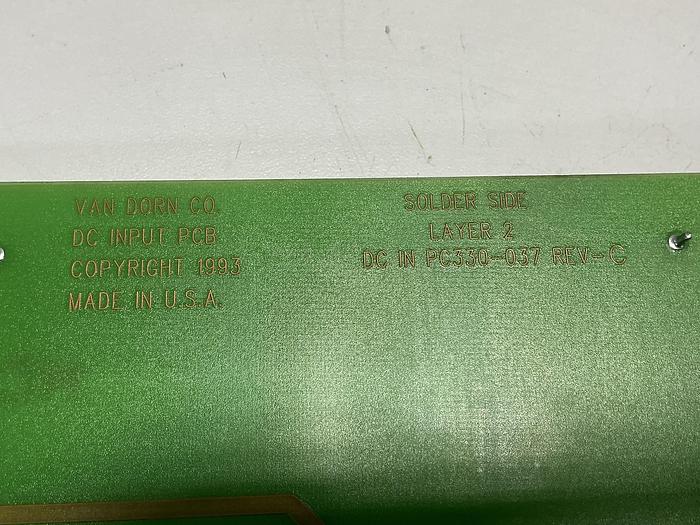 VAN DORN CO.
DC INPUT PCB
COPYRIGHT 1993
MADE IN U.S.A.
SOLDER SIDE
LAYER 2
DC IN PC330-037 REV-C